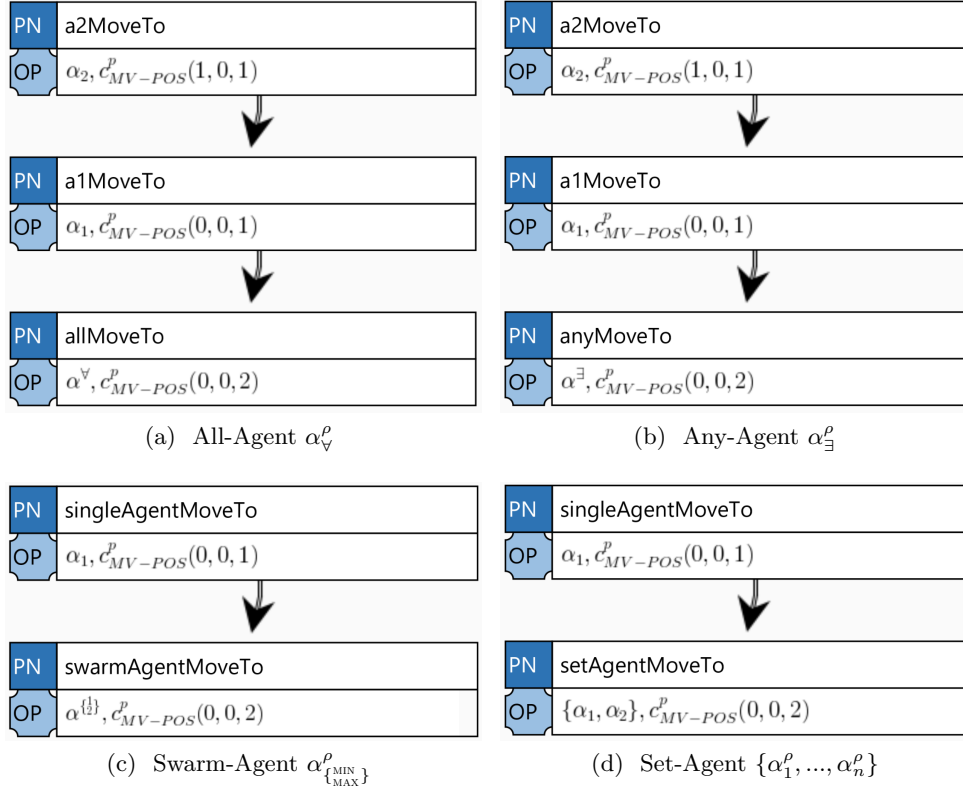 PN a2MoveTo
OP α₂, c^p_{MV−POS}(1, 0, 1)
PN a1MoveTo
OP α₁, c^p_{MV−POS}(0, 0, 1)
PN allMoveTo
OP α^∀, c^p_{MV−POS}(0, 0, 2)
(a) All-Agent α^ρ_∀
PN a2MoveTo
OP α₂, c^p_{MV−POS}(1, 0, 1)
PN a1MoveTo
OP α₁, c^p_{MV−POS}(0, 0, 1)
PN anyMoveTo
OP α^∃, c^p_{MV−POS}(0, 0, 2)
(b) Any-Agent α^ρ_∃
PN singleAgentMoveTo
OP α₁, c^p_{MV−POS}(0, 0, 1)
PN swarmAgentMoveTo
OP α^{{1 2}}, c^p_{MV−POS}(0, 0, 2)
(c) Swarm-Agent α^ρ_{{MIN MAX}}
PN singleAgentMoveTo
OP α₁, c^p_{MV−POS}(0, 0, 1)
PN setAgentMoveTo
OP {α₁, α₂}, c^p_{MV−POS}(0, 0, 2)
(d) Set-Agent {α^ρ_1, ..., α^ρ_n}